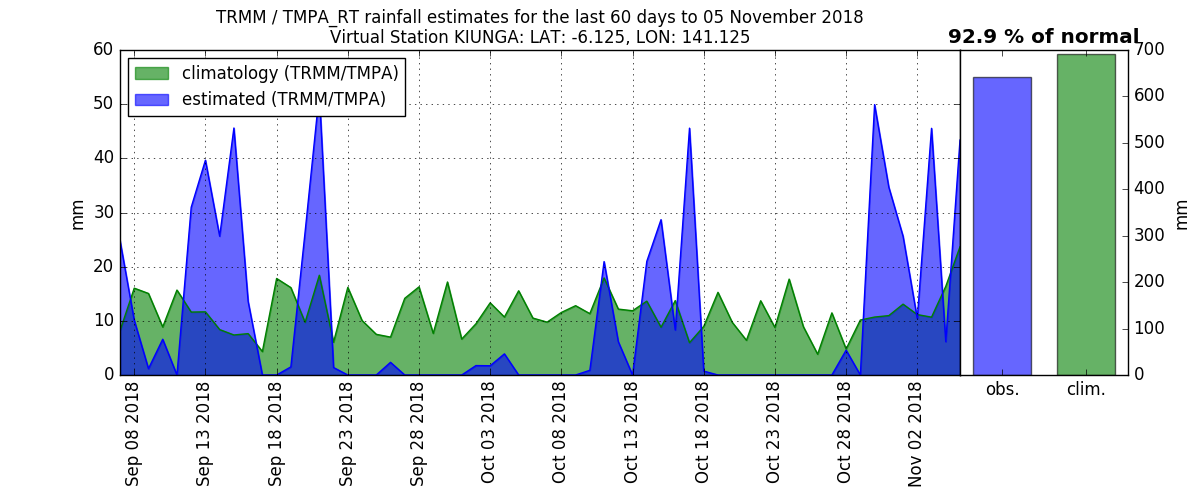 TRMM / TMPA_RT rainfall estimates for the last 60 days to 05 November 2018
Virtual Station KIUNGA: LAT: -6.125, LON: 141.125
92.9 % of normal
climatology (TRMM/TMPA)
estimated (TRMM/TMPA)
60
50
40
30
20
10
0
mm
700
600
500
400
300
200
100
0
mm
Sep 08 2018
Sep 13 2018
Sep 18 2018
Sep 23 2018
Sep 28 2018
Oct 03 2018
Oct 08 2018
Oct 13 2018
Oct 18 2018
Oct 23 2018
Oct 28 2018
Nov 02 2018
obs.
clim.